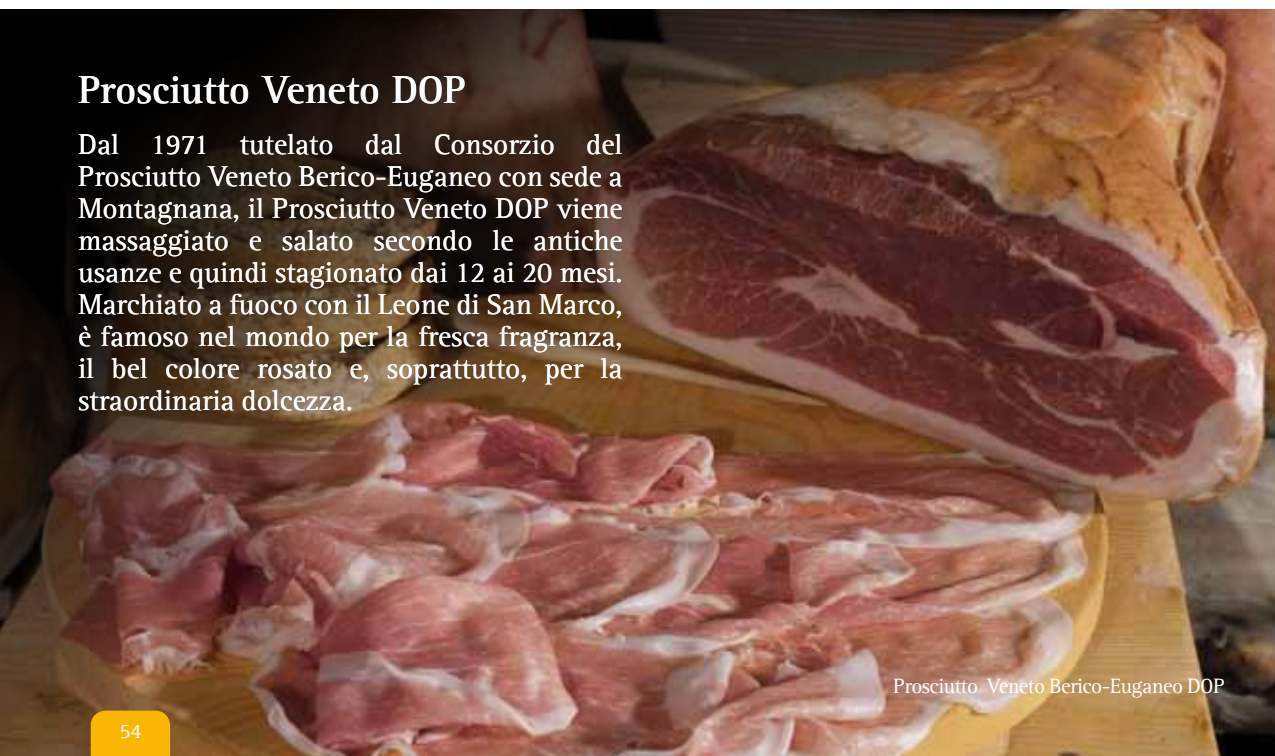 Prosciutto Veneto DOP
Dal 1971 tutelato dal Consorzio del
Prosciutto Veneto Berico-Euganeo con sede a
Montagnana, il Prosciutto Veneto DOP viene
massaggiato e salato secondo le antiche
usanze e quindi stagionato dai 12 ai 20 mesi.
Marchiato a fuoco con il Leone di San Marco,
è famoso nel mondo per la fresca fragranza,
il bel colore rosato e, soprattutto, per la
straordinaria dolcezza.
Prosciutto Veneto Berico-Euganeo DOP
54